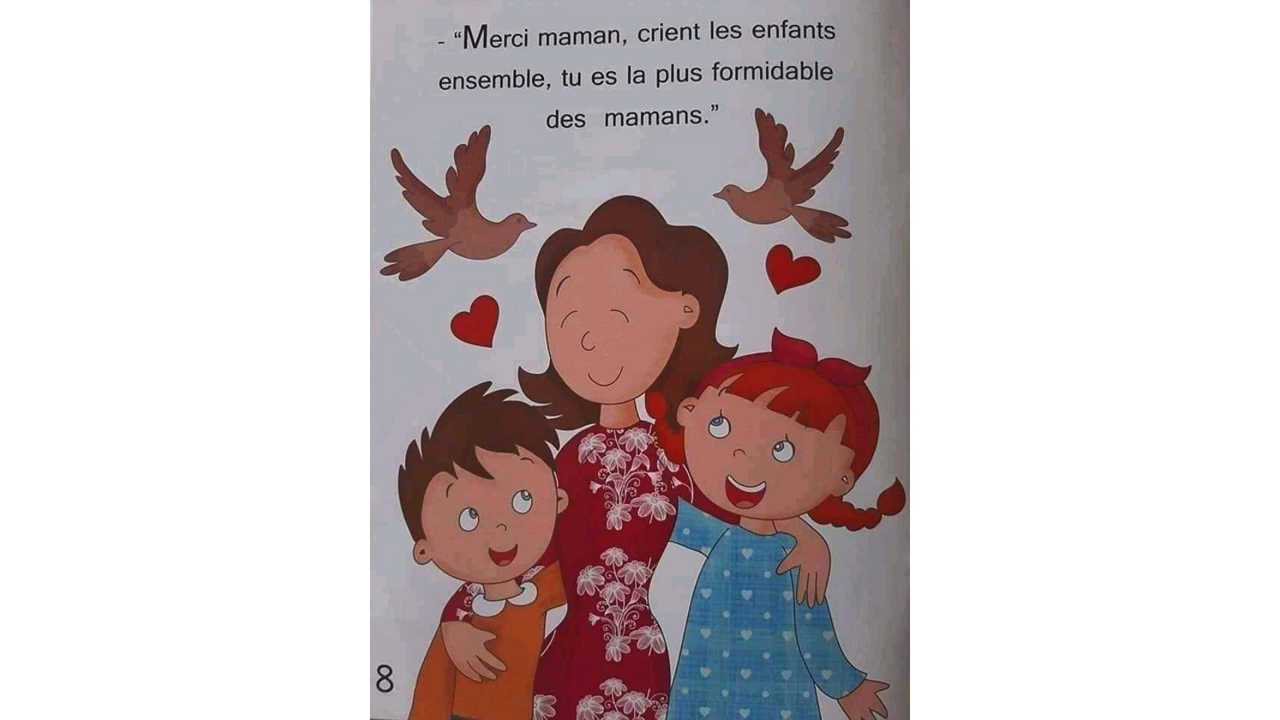 - “Merci maman, crient les enfants
ensemble, tu es la plus formidable
des mamans.”
8